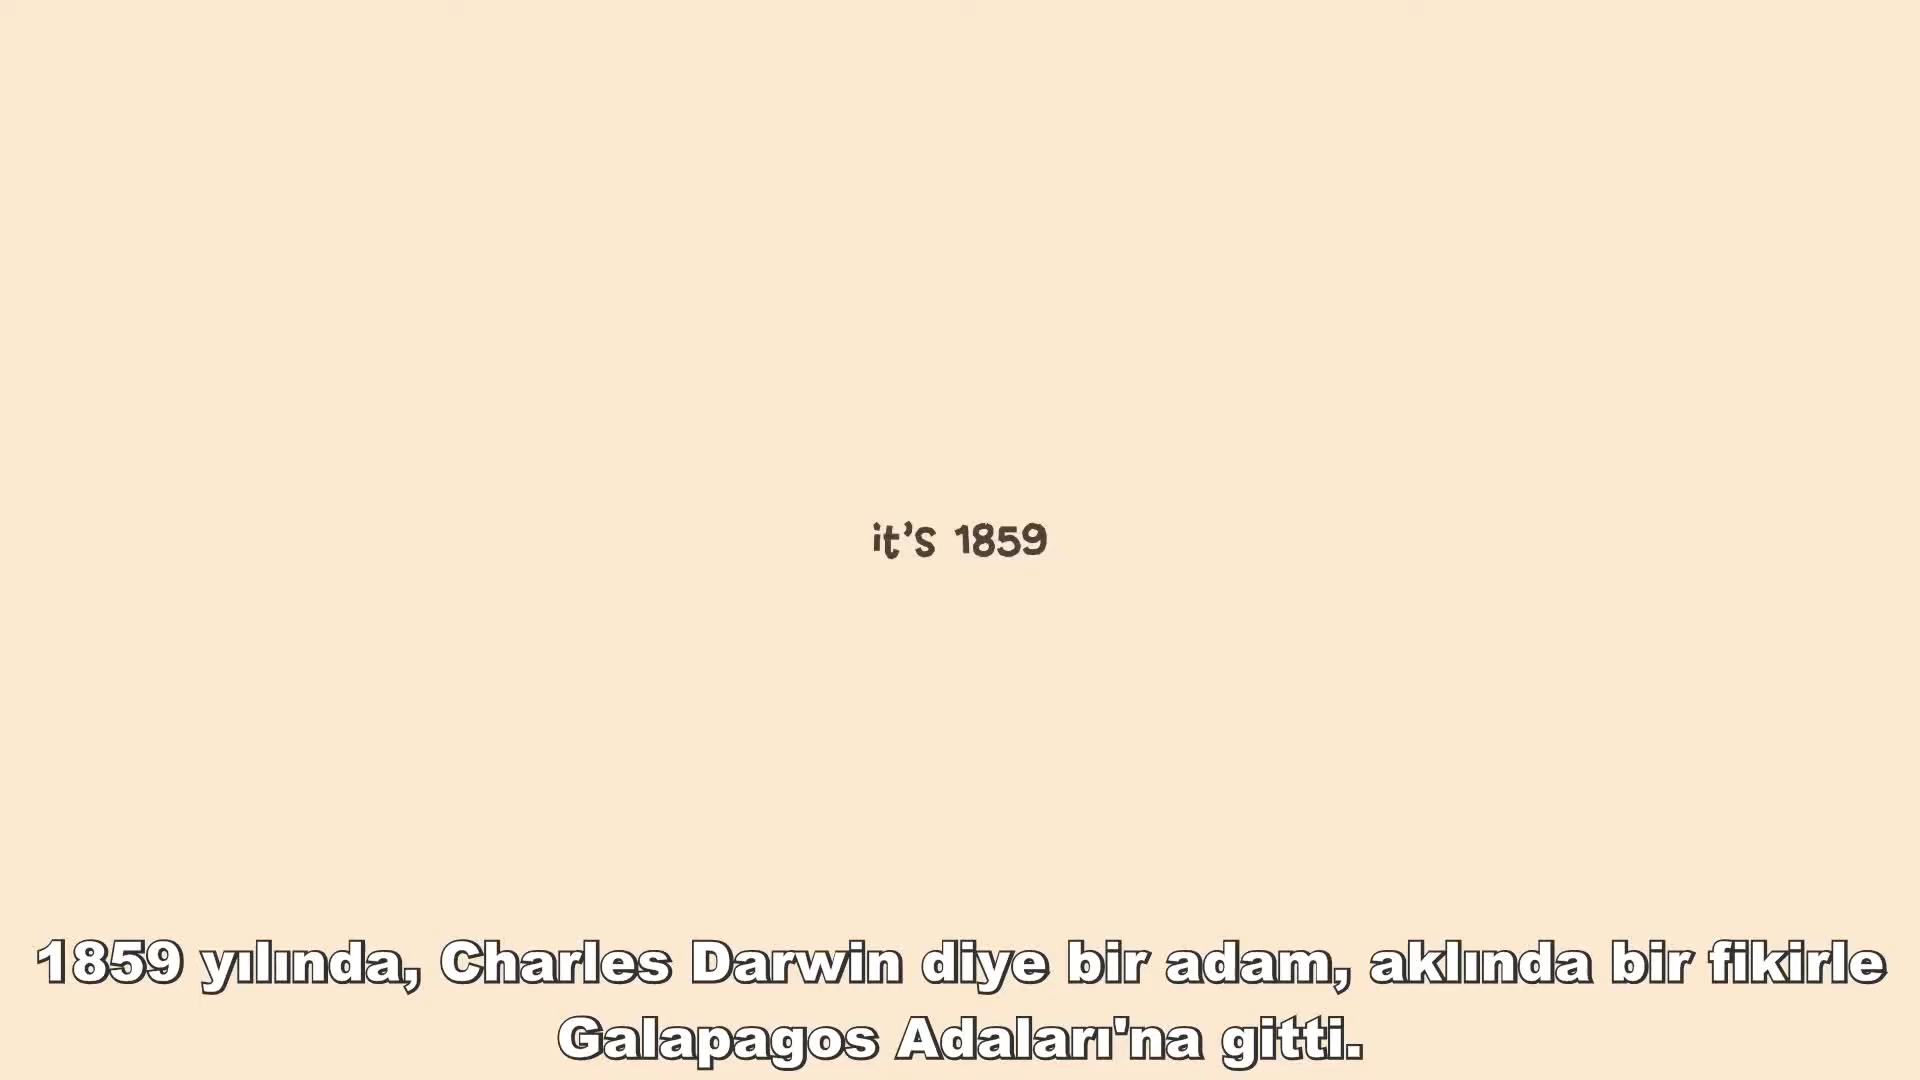 it's 1859
1859 yılında, Charles Darwin diye bir adam, aklında bir fikirle
Galapagos Adaları'na gitti.